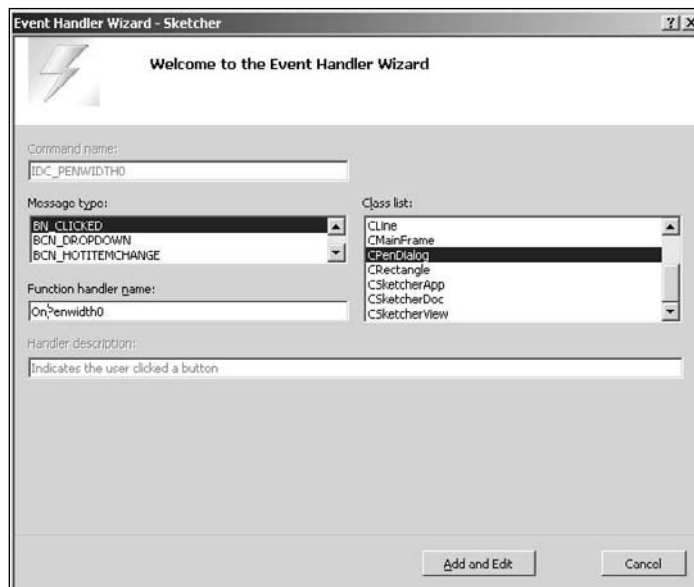 Event Handler Wizard - Sketcher
Welcome to the Event Handler Wizard
Command name:
IDC_PENWIDTH0
Message type:
BN_CLICKED
BCN_DROPDOWN
BCN_HOTITEMCHANGE
Class list:
CLine
CMainFrame
CPenDialog
CRectangle
CSketcherApp
CSketcherDoc
CSketcherView
Function handler name:
OnPenwidth0
Handler description:
Indicates the user clicked a button
Add and Edit
Cancel